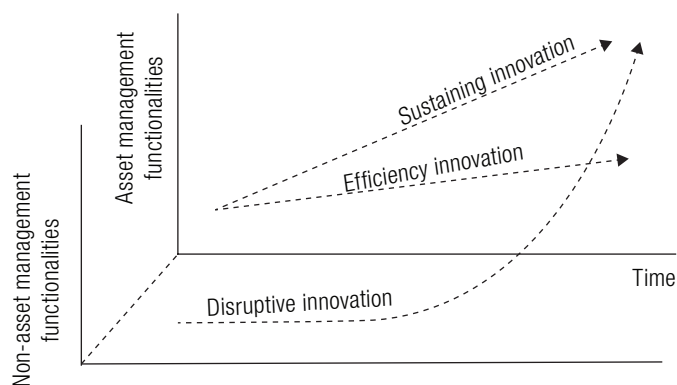 Asset management
functionalities
Sustaining innovation
Efficiency innovation
Non-asset management
functionalities
Time
Disruptive innovation